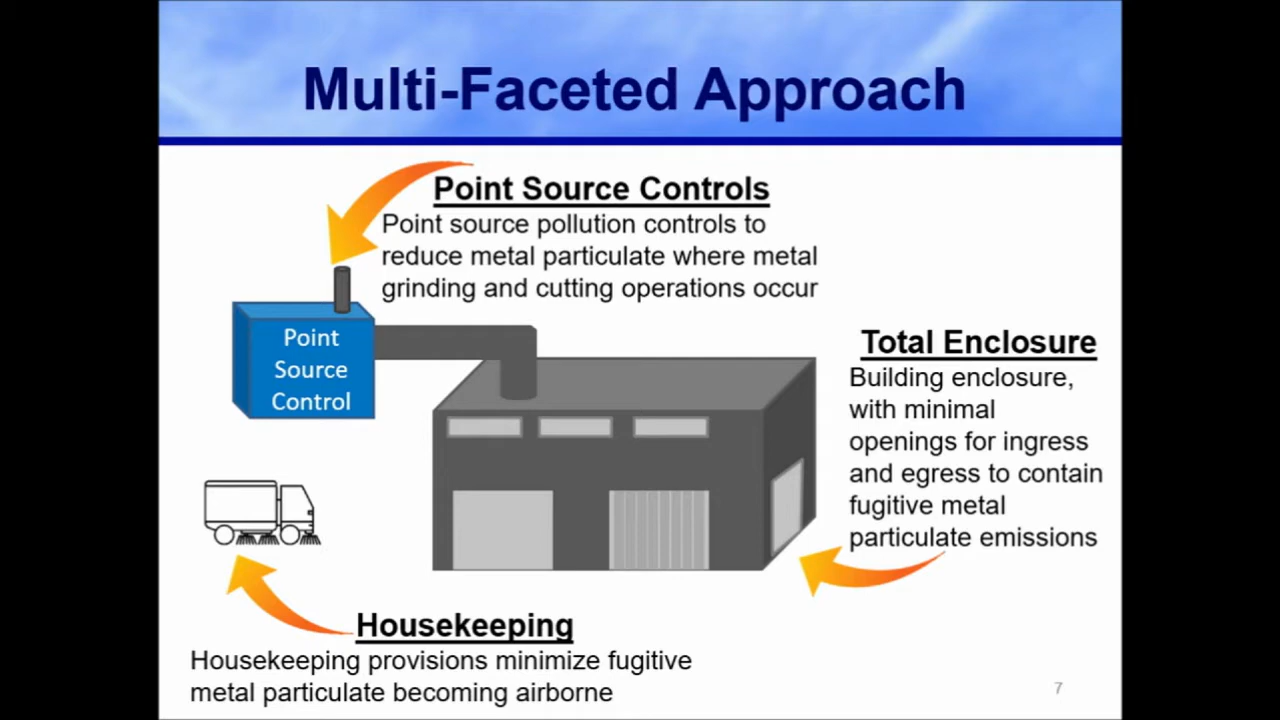 Multi-Faceted Approach
Point Source Controls
Point source pollution controls to
reduce metal particulate where metal
grinding and cutting operations occur
Point
Source
Control
Total Enclosure
Building enclosure,
with minimal
openings for ingress
and egress to contain
fugitive metal
particulate emissions
Housekeeping
Housekeeping provisions minimize fugitive
metal particulate becoming airborne
7